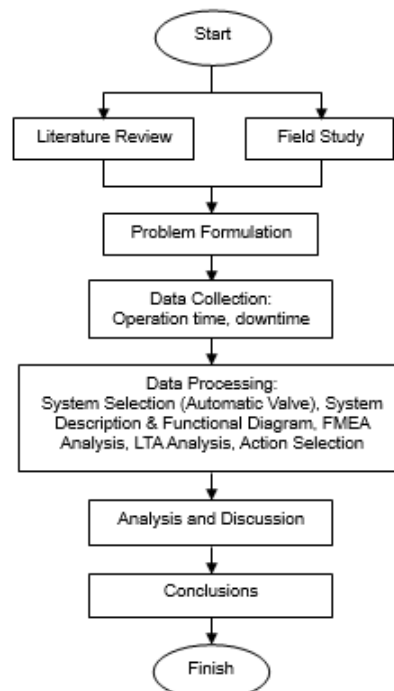 Start
Literature Review
Field Study
Problem Formulation
Data Collection:
Operation time, downtime
Data Processing:
System Selection (Automatic Valve), System
Description & Functional Diagram, FMEA
Analysis, LTA Analysis, Action Selection
Analysis and Discussion
Conclusions
Finish